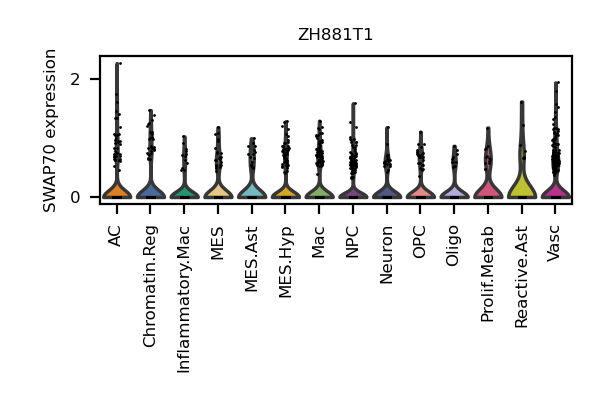 ZH881T1
SWAP70 expression
2
0
AC
Chromatin.Reg
Inflammatory.Mac
MES
MES.Ast
MES.Hyp
Mac
NPC
Neuron
OPC
Oligo
Prolif.Metab
Reactive.Ast
Vasc